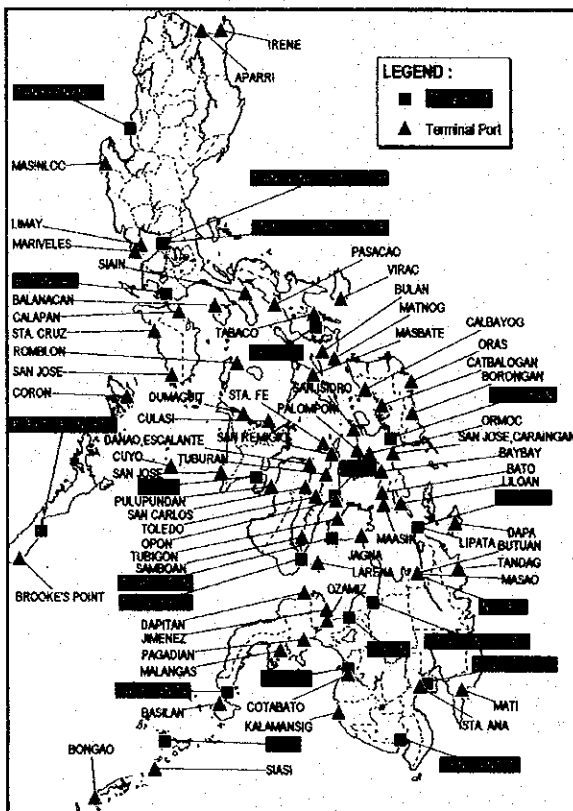 IRENE
APARRI
LEGEND :
Terminal Port
MASINLOC
LIMAY
MARIVELES
SIAIN
PASACAO
VIRAC
BALANACAN
BULAN
CALAPAN
MATNOG
TABACO
STA. CRUZ
MASBATE
CALBAYOG
ROMBLON
ORAS
SAN JOSE
CATBALOGAN
SAN ISIDRO
BORONGAN
CORON
DUMAGUIT
STA. FE
PALOMPON
CULASI
ORMOC
SAN REMIGIO
SAN JOSE, CARAINGAN
DANAO, ESCALANTE
BAYBAY
CUYO
TUBURAN
BATO
SAN JOSE
LILOAN
PULUPUNDAN
SAN CARLOS
TOLEDO
DAPA
OPON
MAASIN
LIPATA
TUBIGON
BUTUAN
SAMBOAN
JAGNA
TANDAG
LARENA
MASAO
BROOKE'S POINT
OZAMIZ
DAPITAN
JIMENEZ
PAGADIAN
MALANGAS
MATI
BASILAN
COTABATO
STA. ANA
KALAMANSIG
BONGAO
SIASI